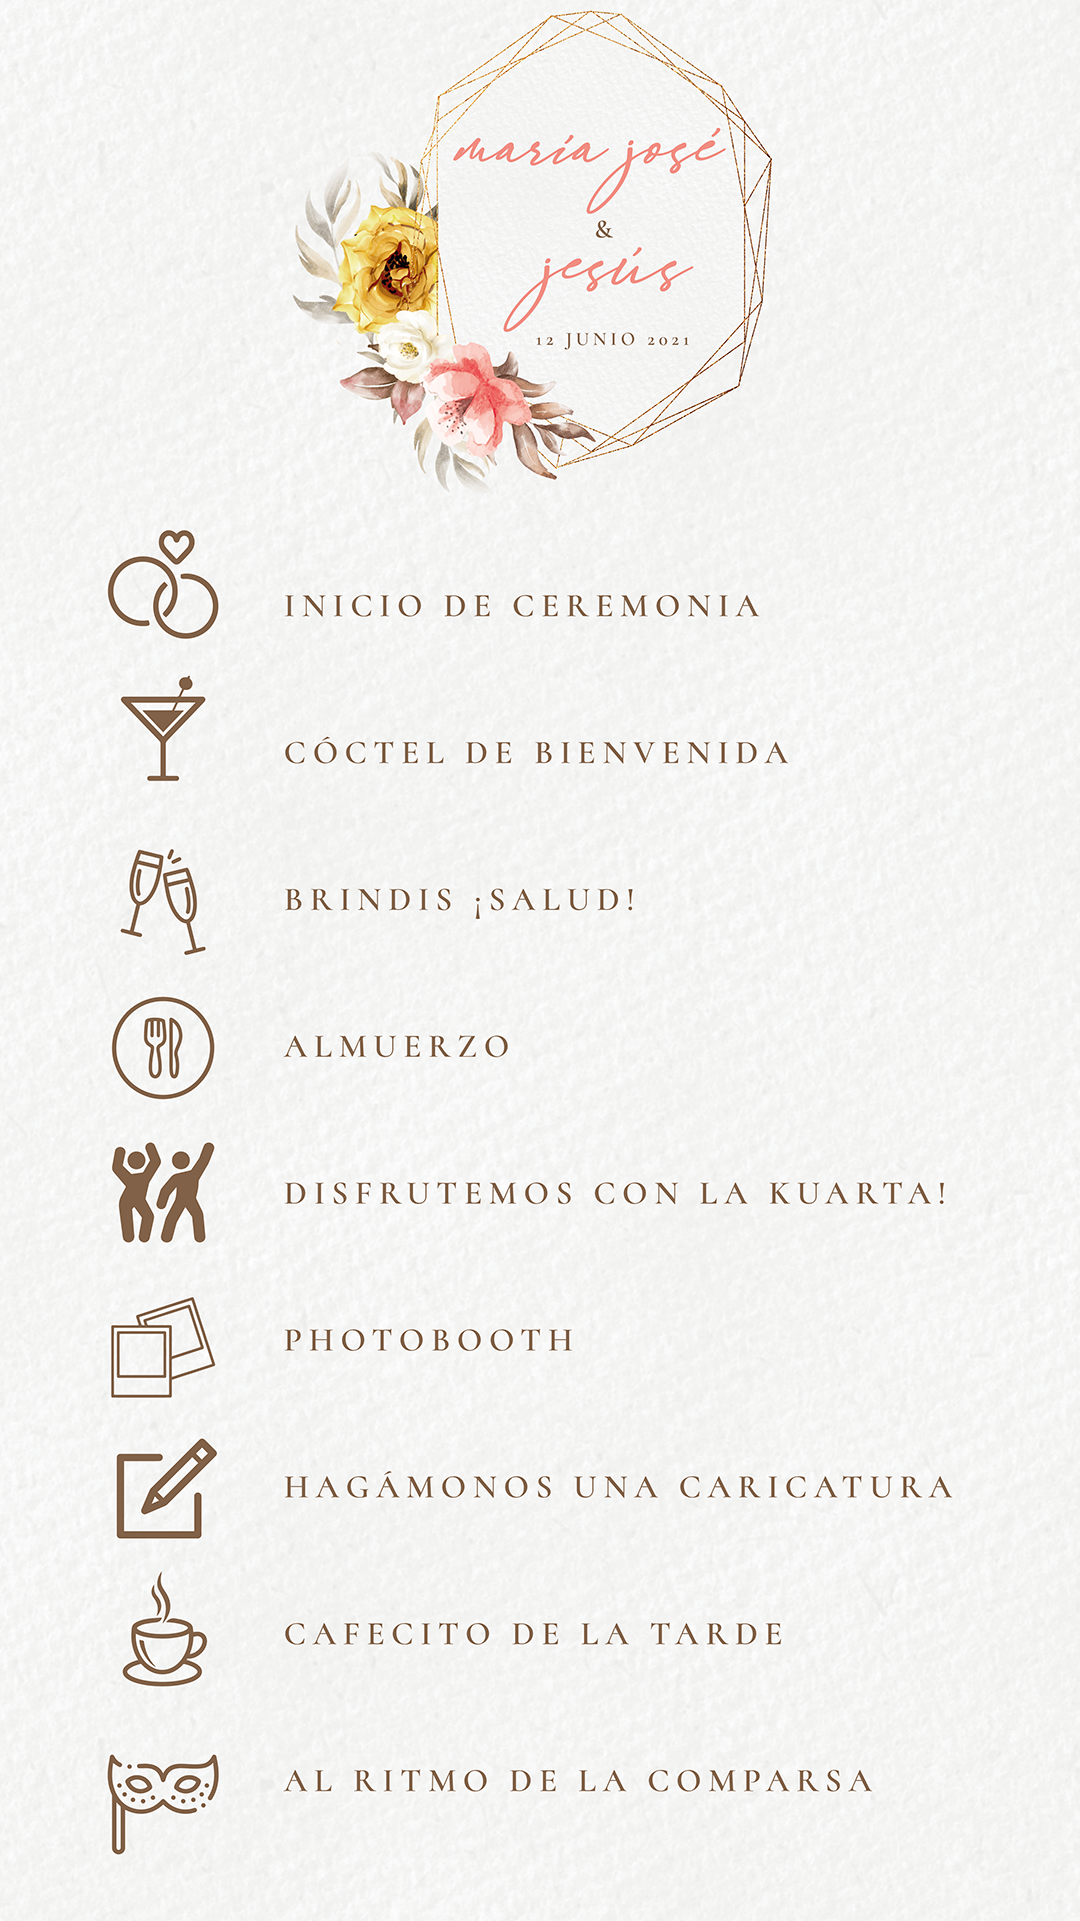 maría josé
&
jesús
12 JUNIO 2021
INICIO DE CEREMONIA
CÓCTEL DE BIENVENIDA
BRINDIS ¡SALUD!
ALMUERZO
DISFRUTEMOS CON LA KUARTA!
PHOTOBOOTH
HAGÁMONOS UNA CARICATURA
CAFECITO DE LA TARDE
AL RITMO DE LA COMPARSA